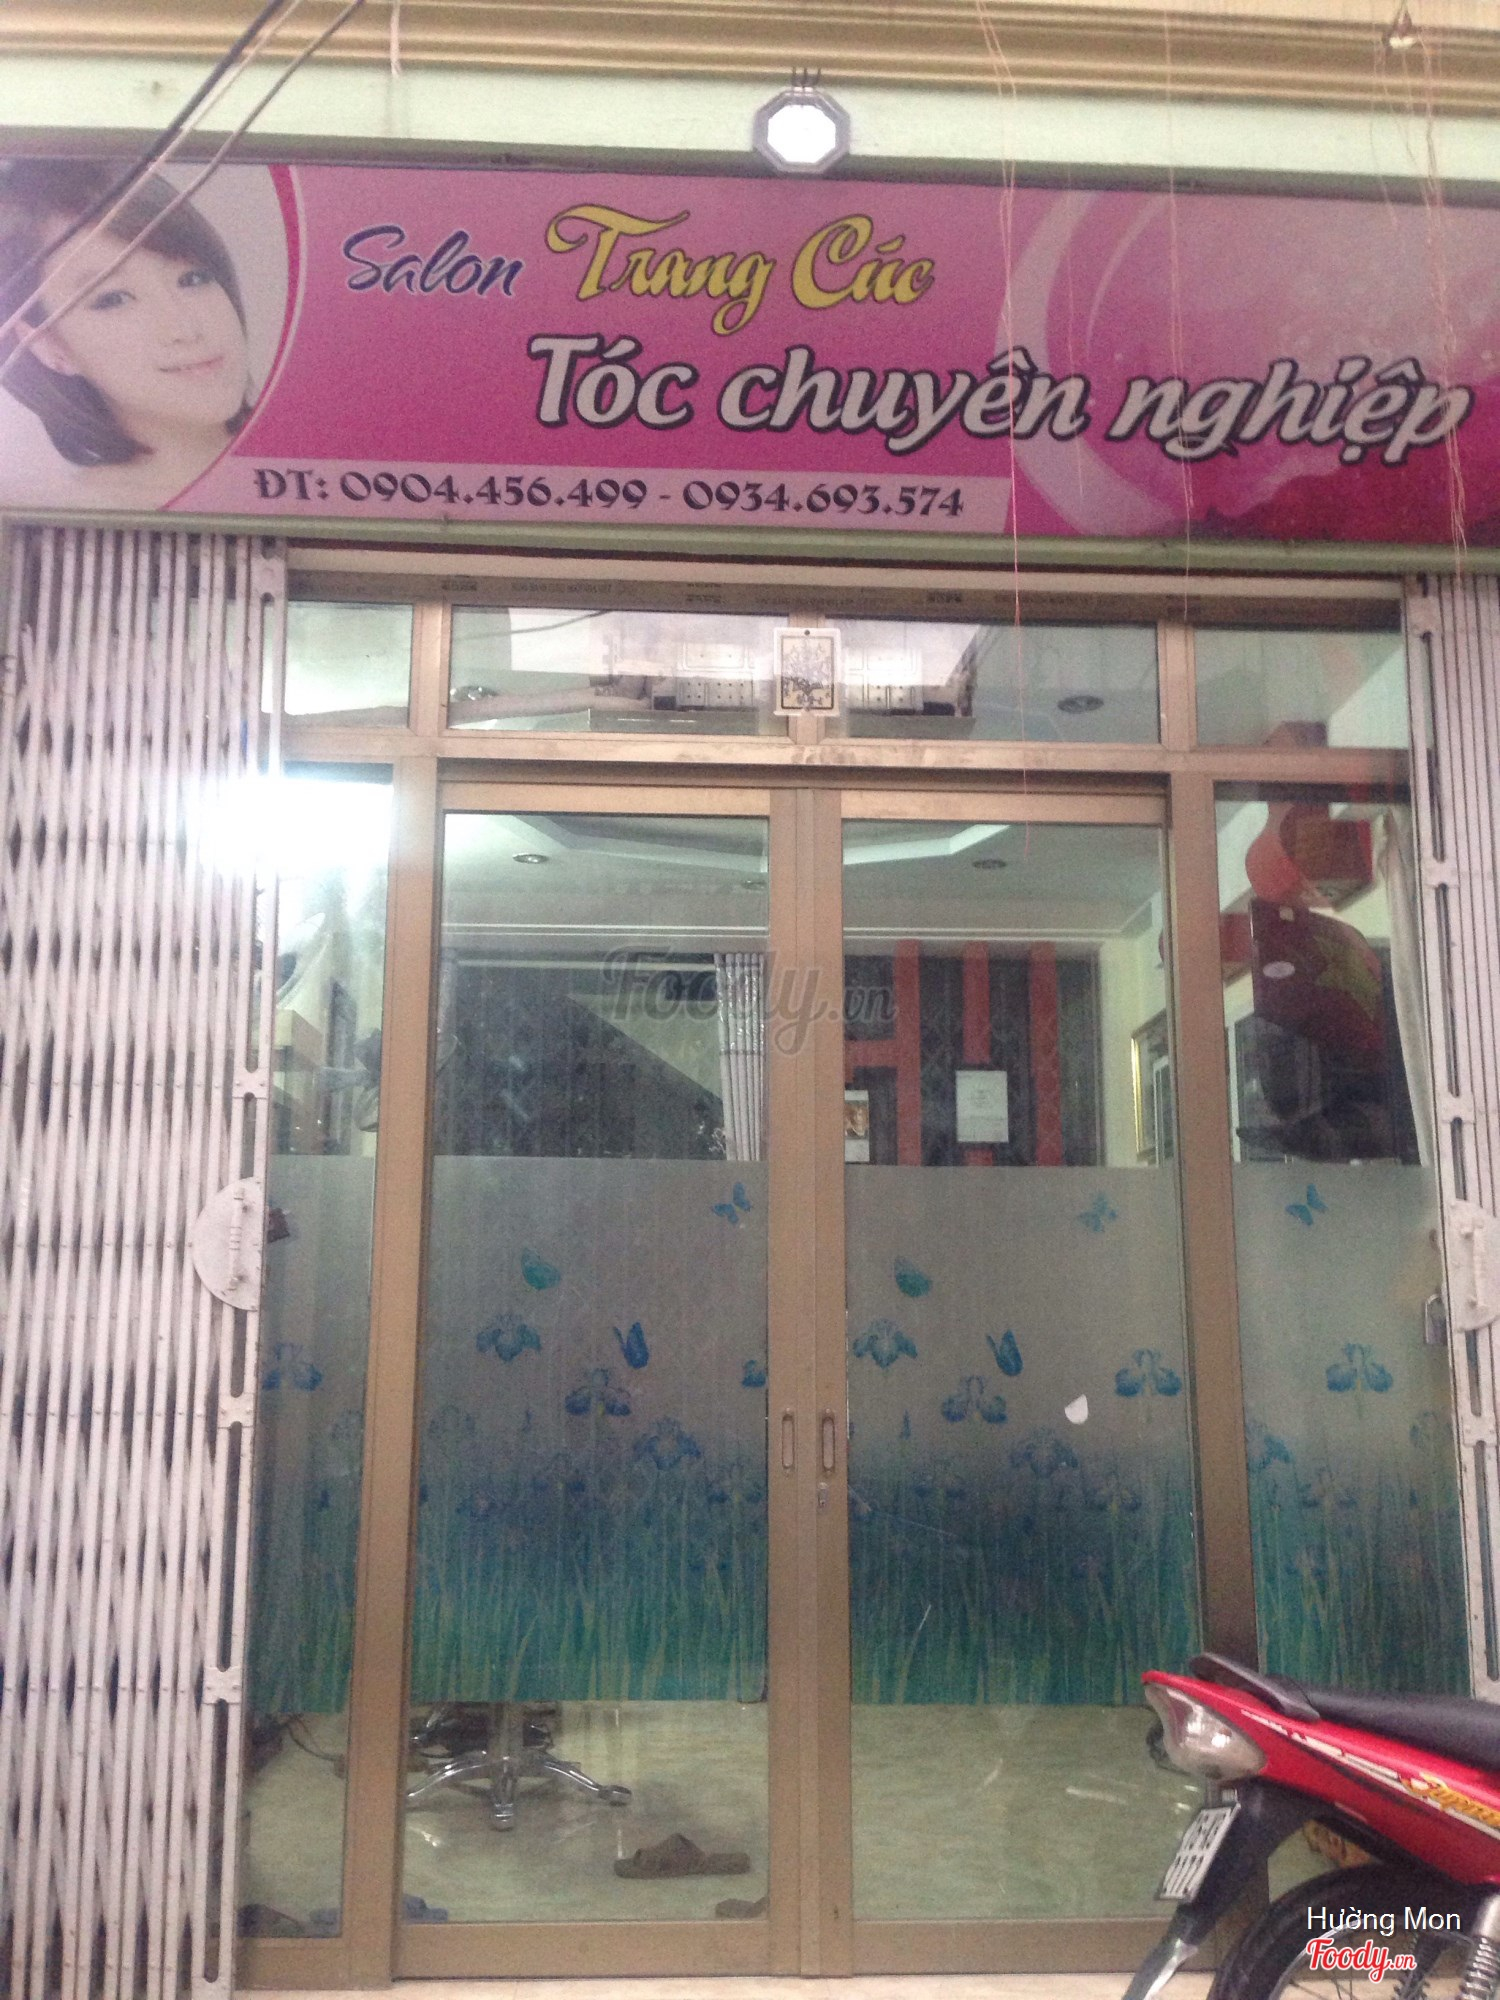 Salon Trang Cúc
Tóc chuyên nghiệp
ĐT: 0904.456.499 - 0934.693.574
Foody.vn
Hường Mon
Foody.vn